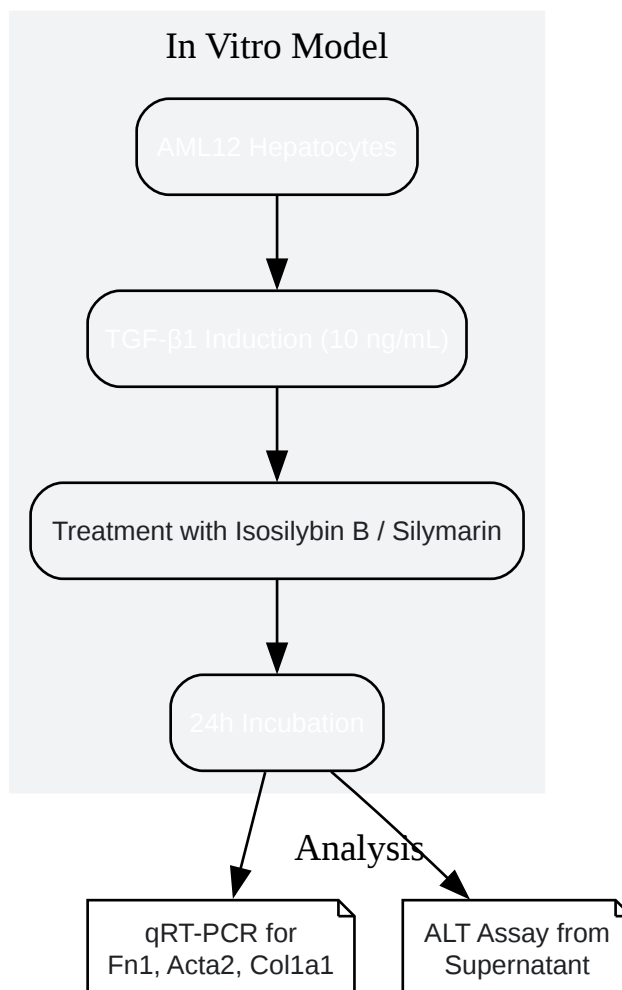 In Vitro Model
AML12 Hepatocytes
TGF-β1 Induction (10 ng/mL)
Treatment with Isosilybin B / Silymarin
24h Incubation
Analysis
qRT-PCR for
Fn1, Acta2, Col1a1
ALT Assay from
Supernatant